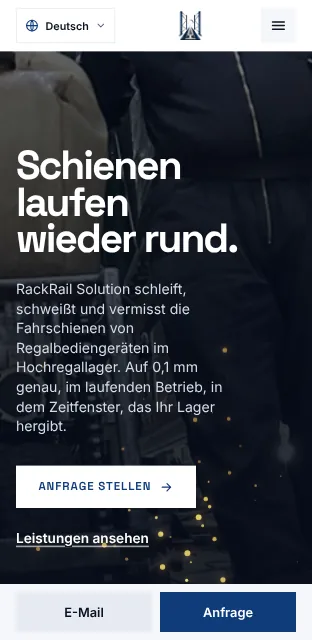 Deutsch
Schienen
laufen
wieder rund.
RackRail Solution schleift,
schweißt und vermisst die
Fahrschienen von
Regalbediengeräten im
Hochregallager. Auf 0,1 mm
genau, im laufenden Betrieb, in
dem Zeitfenster, das Ihr Lager
hergibt.
ANFRAGE STELLEN →
Leistungen ansehen
E-Mail
Anfrage